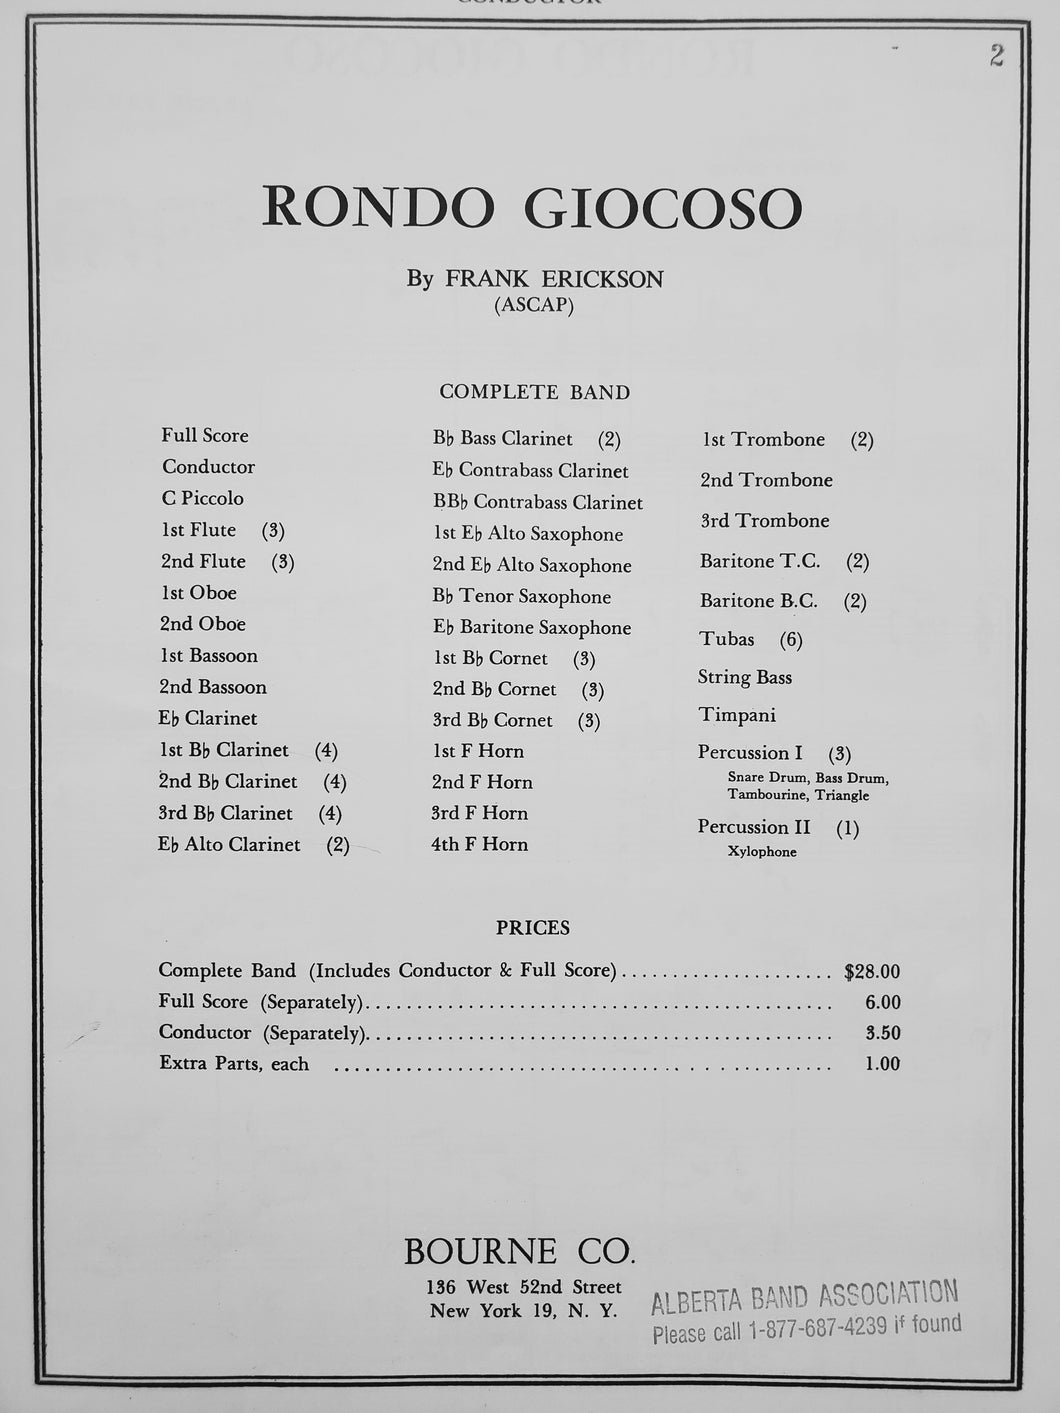 CONDUCTOR
2
RONDO GIOCOSO
By FRANK ERICKSON
(ASCAP)
COMPLETE BAND
Full Score
Conductor
C Piccolo
1st Flute (3)
2nd Flute (3)
1st Oboe
2nd Oboe
1st Bassoon
2nd Bassoon
E♭ Clarinet
1st B♭ Clarinet (4)
2nd B♭ Clarinet (4)
3rd B♭ Clarinet (4)
E♭ Alto Clarinet (2)
B♭ Bass Clarinet (2)
E♭ Contrabass Clarinet
BB♭ Contrabass Clarinet
1st E♭ Alto Saxophone
2nd E♭ Alto Saxophone
B♭ Tenor Saxophone
E♭ Baritone Saxophone
1st B♭ Cornet (3)
2nd B♭ Cornet (3)
3rd B♭ Cornet (3)
1st F Horn
2nd F Horn
3rd F Horn
4th F Horn
1st Trombone (2)
2nd Trombone
3rd Trombone
Baritone T.C. (2)
Baritone B.C. (2)
Tubas (6)
String Bass
Timpani
Percussion I (3)
Snare Drum, Bass Drum,
Tambourine, Triangle
Percussion II (1)
Xylophone
PRICES
Complete Band (Includes Conductor & Full Score) ..................... $28.00
Full Score (Separately) .............................................. 6.00
Conductor (Separately) .............................................. 3.50
Extra Parts, each ................................................ 1.00
BOURNE CO.
136 West 52nd Street
New York 19, N. Y.
ALBERTA BAND ASSOCIATION
Please call 1-877-687-4239 if found